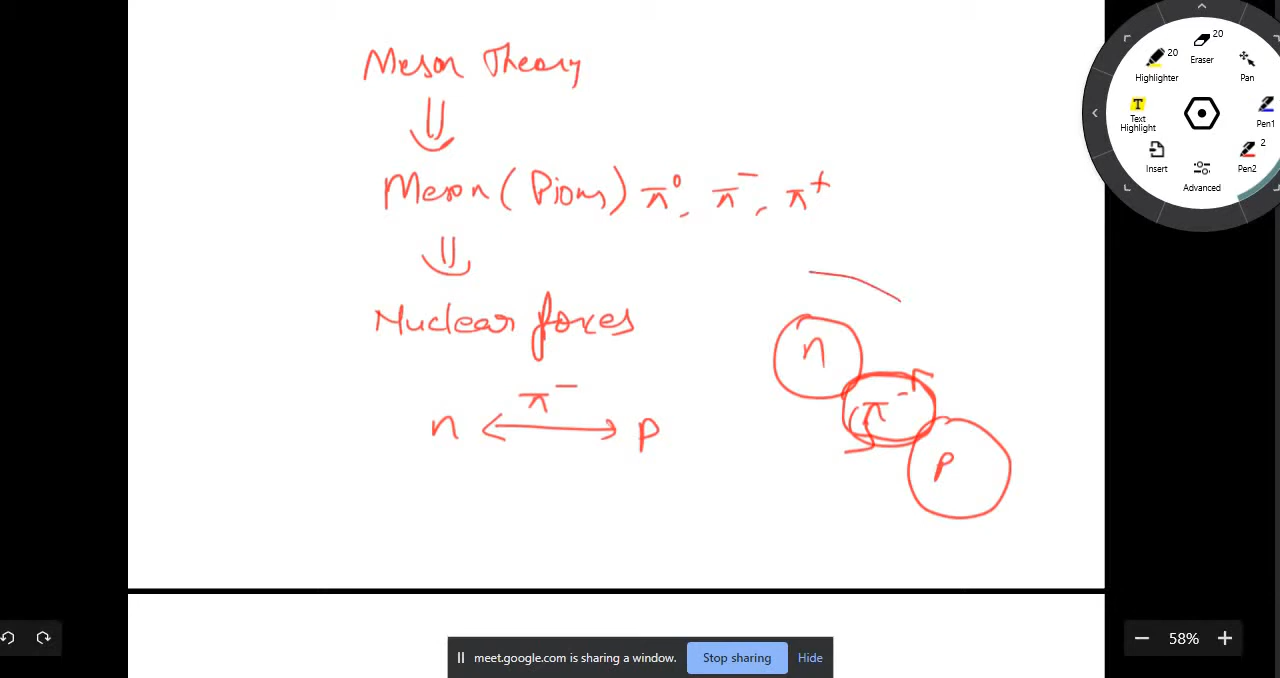 Meson Theory
Meson (Pions) π⁰, π⁻, π⁺
Nuclear forces
π⁻
n p
n
π⁻
p
20
Eraser
20
Highlighter
Pan
T
Text Highlight
Pen1
2
Insert
Pen2
Advanced
58%
meet.google.com is sharing a window. Stop sharing Hide